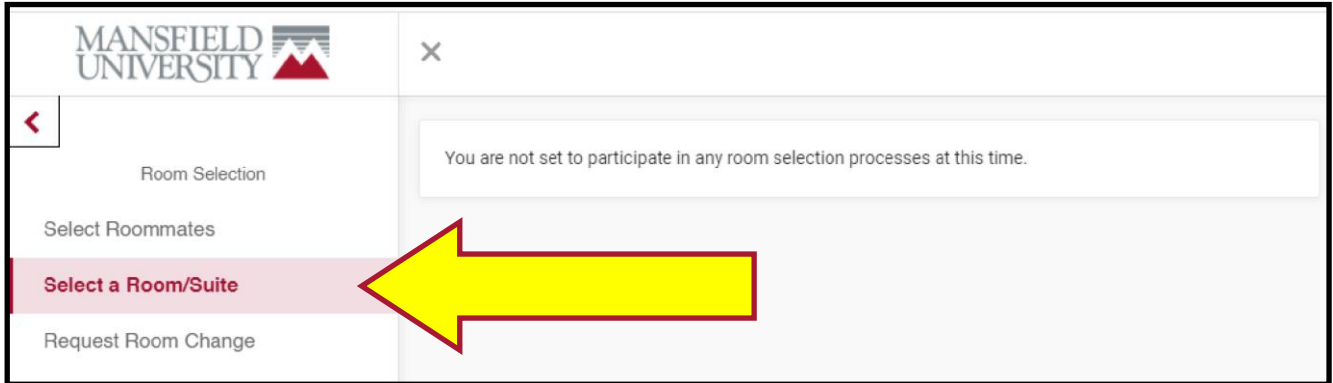 MANSFIELD
UNIVERSITY
Room Selection
Select Roommates
Select a Room/Suite
Request Room Change
You are not set to participate in any room selection processes at this time.